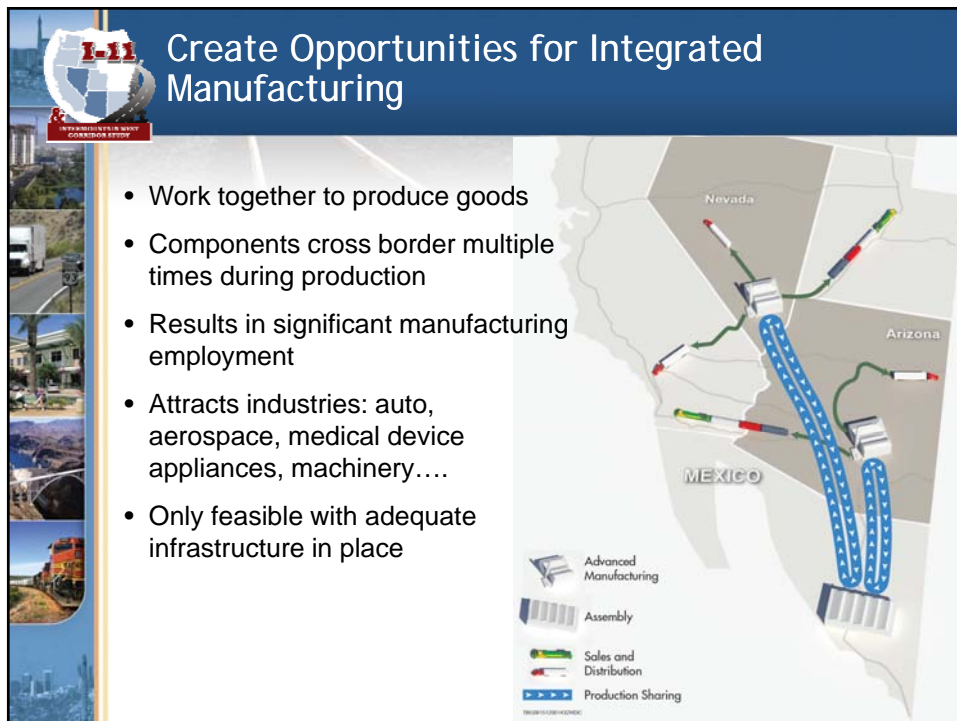 I-11
&
INTERMOUNTAIN WEST
CORRIDOR STUDY
Create Opportunities for Integrated
Manufacturing
• Work together to produce goods
• Components cross border multiple
times during production
• Results in significant manufacturing
employment
• Attracts industries: auto,
aerospace, medical device
appliances, machinery….
• Only feasible with adequate
infrastructure in place
Nevada
Arizona
MEXICO
Advanced
Manufacturing
Assembly
Sales and
Distribution
Production Sharing